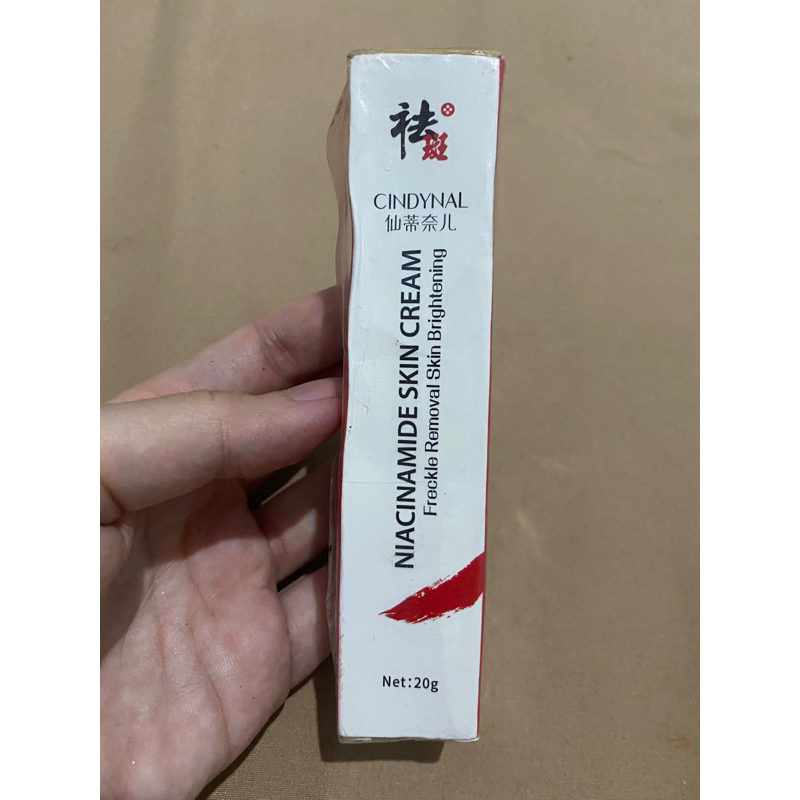 祛斑
CINDYNAL
仙蒂奈儿
NIACINAMIDE SKIN CREAM
Freckle Removal Skin Brightening
Net:20g